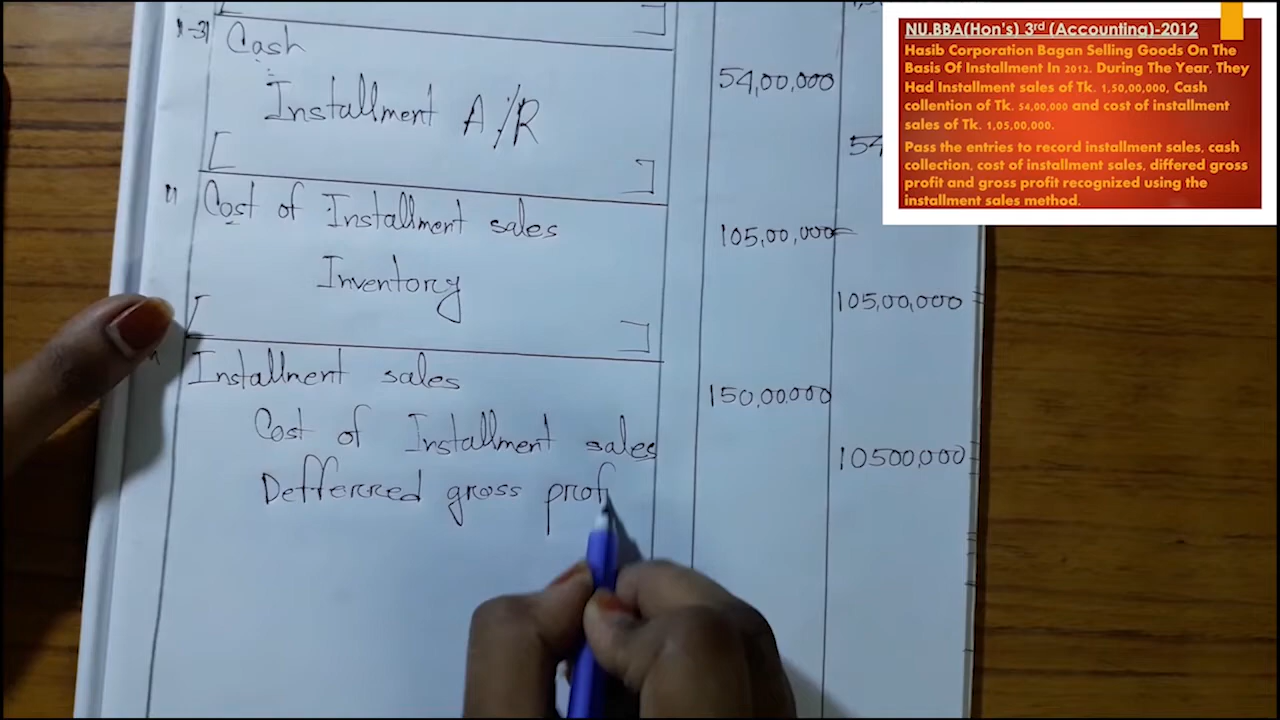 NU.BBA(Hon's) 3rd (Accounting)-2012
Hasib Corporation Bagan Selling Goods On The
Basis Of Installment In 2012. During The Year, They
Had Installment sales of Tk. 1,50,00,000, Cash
collention of Tk. 54,00,000 and cost of installment
sales of Tk. 1,05,00,000.
Pass the entries to record installment sales, cash
collection, cost of installment sales, differed gross
profit and gross profit recognized using the
installment sales method.
Cash
54,00,000
Installment A/R
54
Cost of Installment sales
105,00,000
Inventory
105,00,000
Installment sales
150,00,000
Cost of Installment sales
10500,000
Defferred gross prof